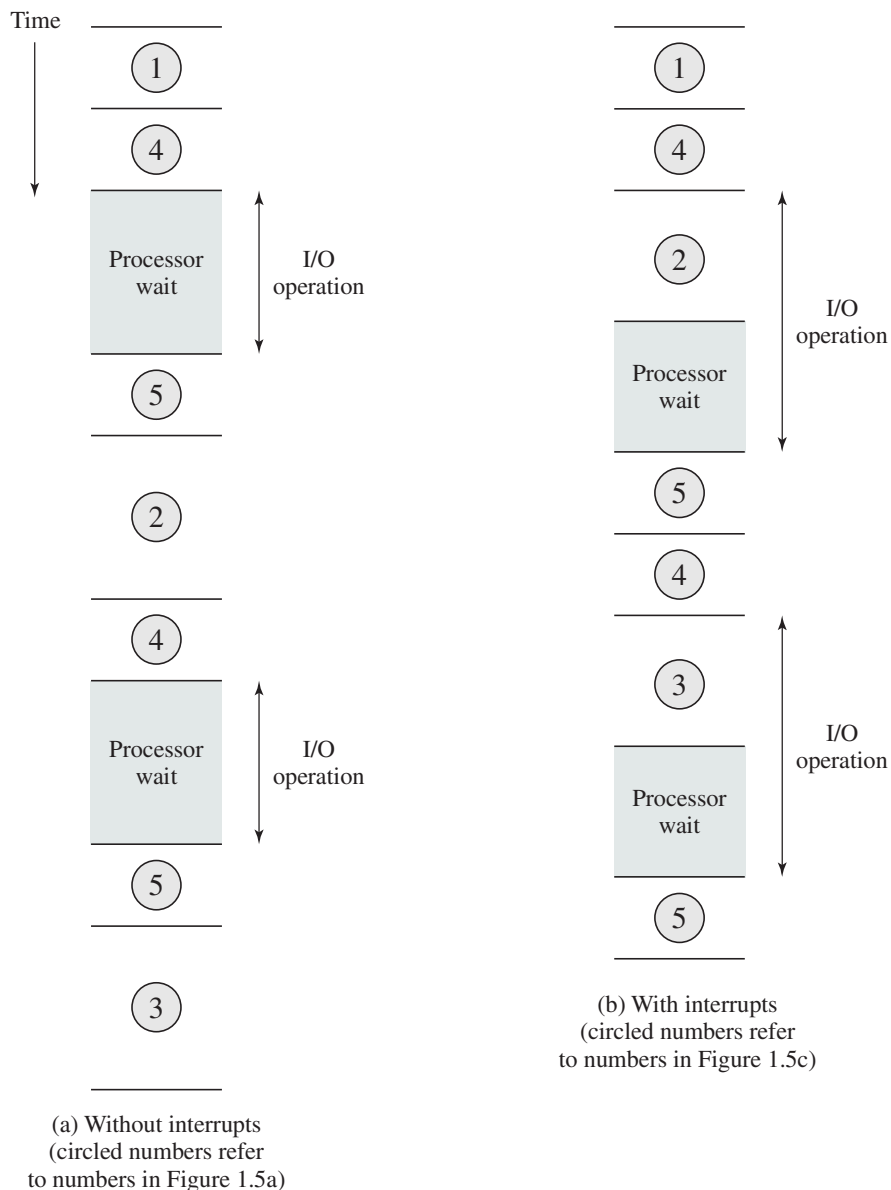 Time
1
4
Processor
wait
I/O
operation
5
2
4
Processor
wait
I/O
operation
5
3
(a) Without interrupts
(circled numbers refer
to numbers in Figure 1.5a)
1
4
2
I/O
operation
Processor
wait
5
4
3
I/O
operation
Processor
wait
5
(b) With interrupts
(circled numbers refer
to numbers in Figure 1.5c)